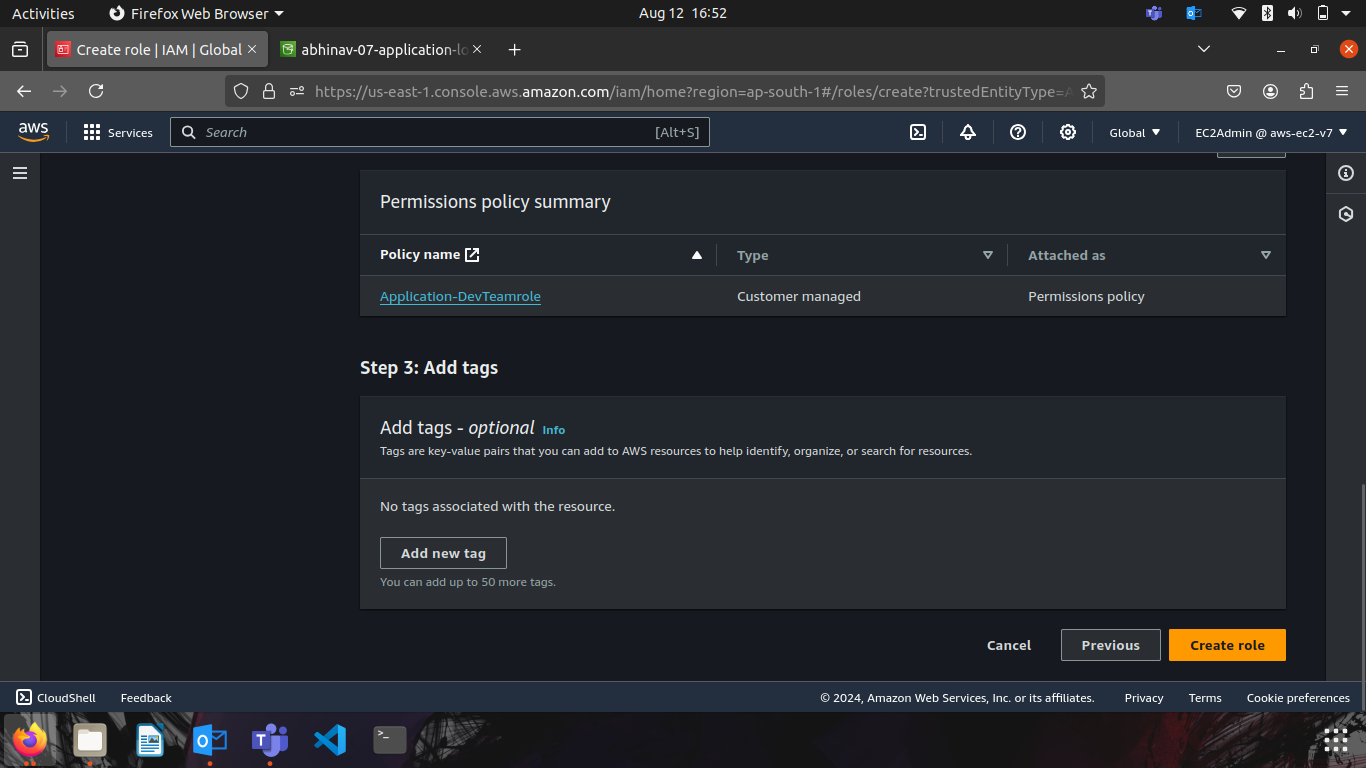 Activities
Firefox Web Browser
Aug 12 16:52
Create role | IAM | Global
abhinav-07-application-lo
https://us-east-1.console.aws.amazon.com/iam/home?region=ap-south-1#/roles/create?trustedEntityType=A
aws
Services
Search
[Alt+S]
Global
EC2Admin @ aws-ec2-v7
Permissions policy summary
Policy name
Type
Attached as
Application-DevTeamrole
Customer managed
Permissions policy
Step 3: Add tags
Add tags - optional Info
Tags are key-value pairs that you can add to AWS resources to help identify, organize, or search for resources.
No tags associated with the resource.
Add new tag
You can add up to 50 more tags.
Cancel
Previous
Create role
CloudShell
Feedback
© 2024, Amazon Web Services, Inc. or its affiliates.
Privacy
Terms
Cookie preferences